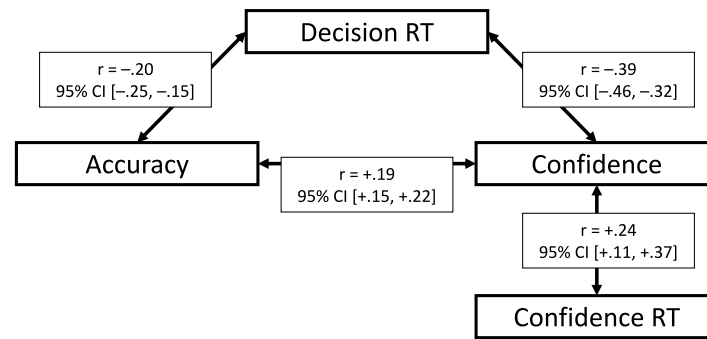 Decision RT
r = –.20
95% CI [–.25, –.15]
r = –.39
95% CI [–.46, –.32]
Accuracy
r = +.19
95% CI [+.15, +.22]
Confidence
r = +.24
95% CI [+.11, +.37]
Confidence RT